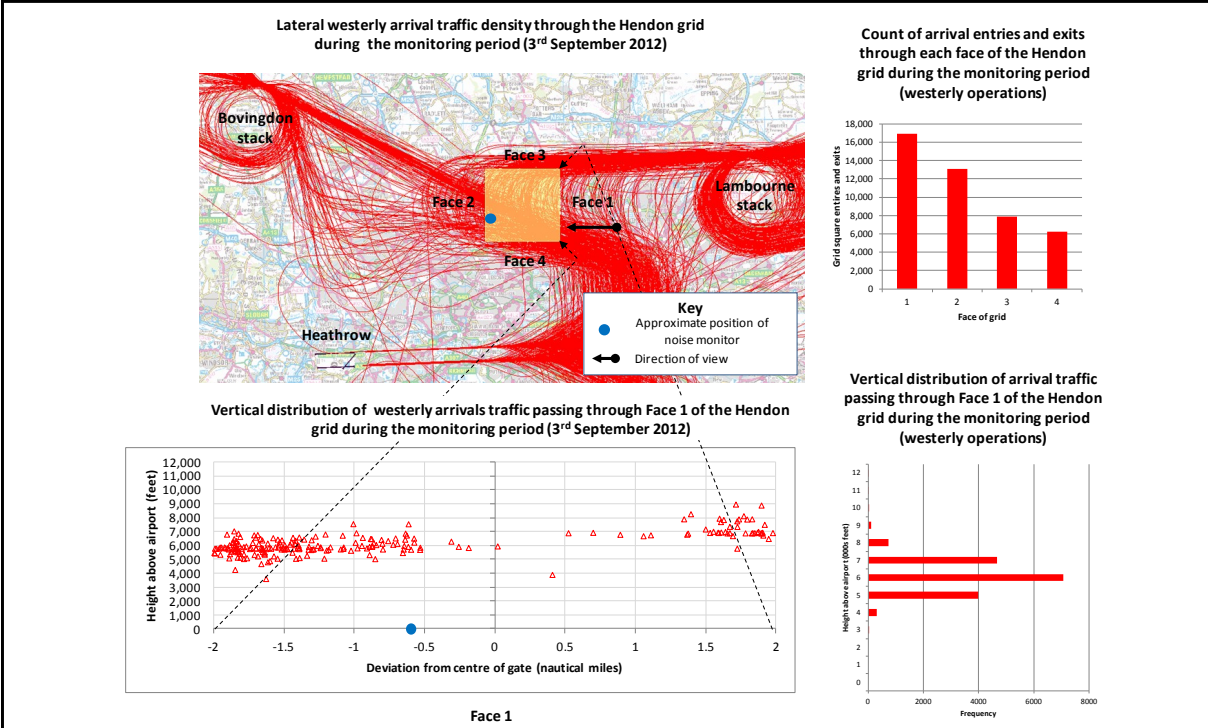 Lateral westerly arrival traffic density through the Hendon grid
during the monitoring period (3rd September 2012)
Bovingdon
stack
Face 3
Face 2
Face 1
Lambourne
stack
Face 4
Heathrow
Key
Approximate position of
noise monitor
Direction of view
Count of arrival entries and exits
through each face of the Hendon
grid during the monitoring period
(westerly operations)
Grid square entires and exits
18,000
16,000
14,000
12,000
10,000
8,000
6,000
4,000
2,000
0
1 2 3 4
Face of grid
Vertical distribution of westerly arrivals traffic passing through Face 1 of the Hendon
grid during the monitoring period (3rd September 2012)
Height above airport (feet)
12,000
11,000
10,000
9,000
8,000
7,000
6,000
5,000
4,000
3,000
2,000
1,000
0
-2 -1.5 -1 -0.5 0 0.5 1 1.5 2
Deviation from centre of gate (nautical miles)
Face 1
Vertical distribution of arrival traffic
passing through Face 1 of the Hendon
grid during the monitoring period
(westerly operations)
Height above airport (000s feet)
12
11
10
9
8
7
6
5
4
3
2
1
0
0 2000 4000 6000 8000
Frequency